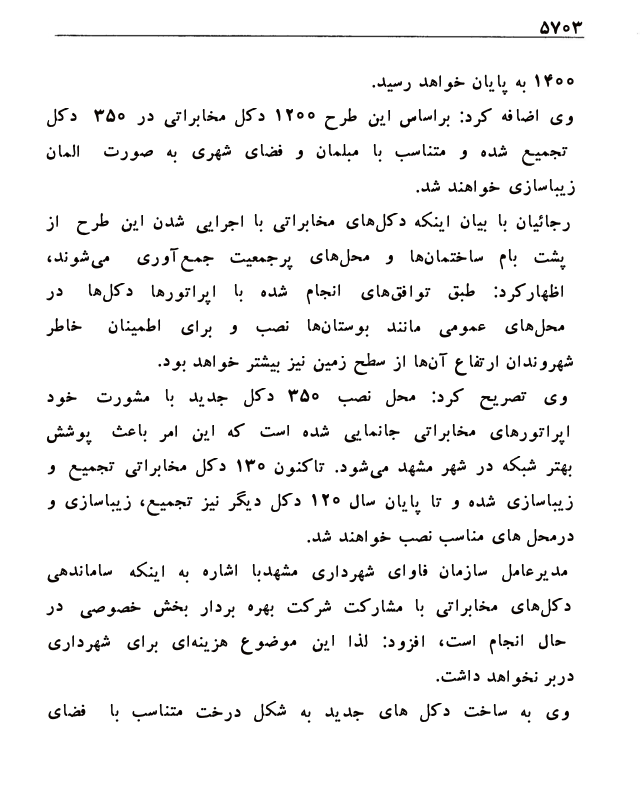 ۵۷۰۳
۱۴۰۰ به پایان خواهد رسید.
وی اضافه کرد: براساس این طرح ۱۲۰۰ دکل مخابراتی در ۳۵۰ دکل
تجمیع شده و متناسب با مبلمان و فضای شهری به صورت المان
زیباسازی خواهند شد.
رجائیان با بیان اینکه دکل‌های مخابراتی با اجرایی شدن این طرح از
پشت بام ساختمان‌ها و محل‌های پرجمعیت جمع‌آوری می‌شوند،
اظهارکرد: طبق توافق‌های انجام شده با اپراتورها دکل‌ها در
محل‌های عمومی مانند بوستان‌ها نصب و برای اطمینان خاطر
شهروندان ارتفاع آن‌ها از سطح زمین نیز بیشتر خواهد بود.
وی تصریح کرد: محل نصب ۳۵۰ دکل جدید با مشورت خود
اپراتورهای مخابراتی جانمایی شده است که این امر باعث پوشش
بهتر شبکه در شهر مشهد می‌شود. تاکنون ۱۳۰ دکل مخابراتی تجمیع و
زیباسازی شده و تا پایان سال ۱۲۰ دکل دیگر نیز تجمیع، زیباسازی و
درمحل های مناسب نصب خواهند شد.
مدیرعامل سازمان فاوای شهرداری مشهدبا اشاره به اینکه ساماندهی
دکل‌های مخابراتی با مشارکت شرکت بهره بردار بخش خصوصی در
حال انجام است، افزود: لذا این موضوع هزینه‌ای برای شهرداری
دربر نخواهد داشت.
وی به ساخت دکل های جدید به شکل درخت متناسب با فضای